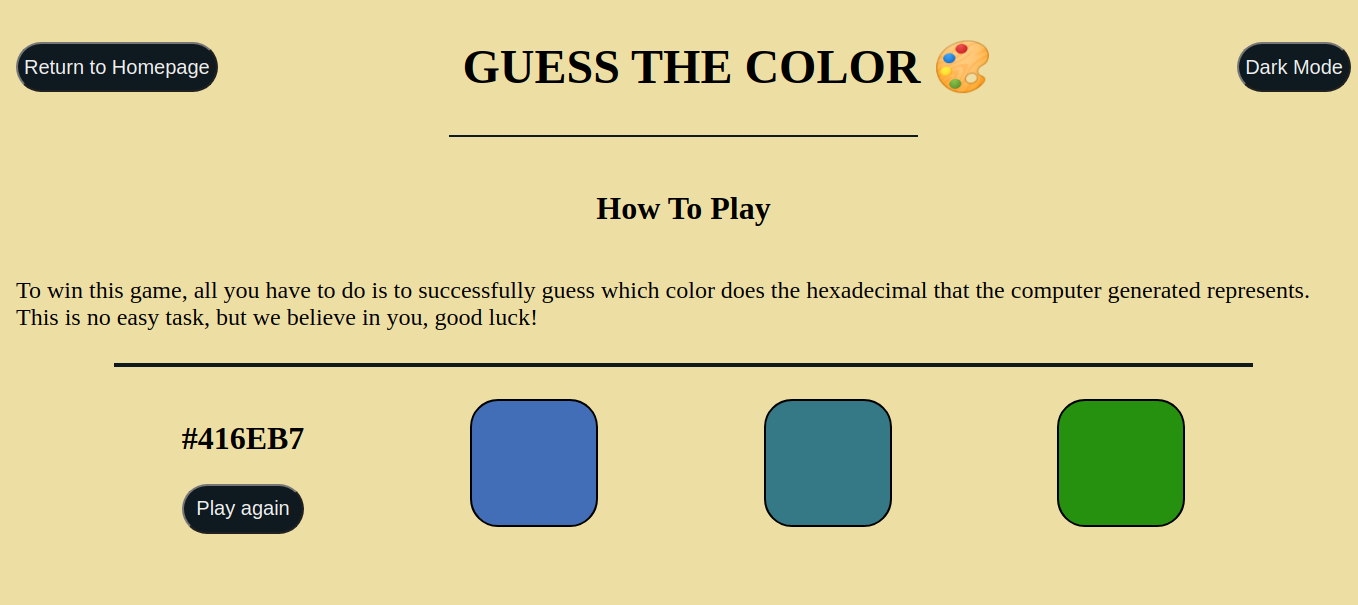 Return to Homepage
GUESS THE COLOR 🎨
Dark Mode
How To Play
To win this game, all you have to do is to successfully guess which color does the hexadecimal that the computer generated represents.
This is no easy task, but we believe in you, good luck!
#416EB7
Play again